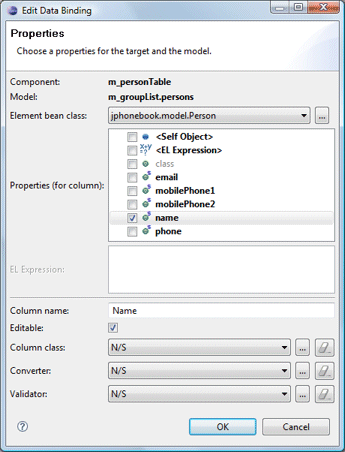 Edit Data Binding
Properties
Choose a properties for the target and the model.
Component: m_personTable
Model: m_groupList.persons
Element bean class: jphonebook.model.Person ...
Properties (for column):
<Self Object>
X+Y=? <EL Expression>
class
S email
S mobilePhone1
S mobilePhone2
S name
S phone
EL Expression:
Column name: Name
Editable:
Column class: N/S ...
Converter: N/S ...
Validator: N/S ...
? OK Cancel